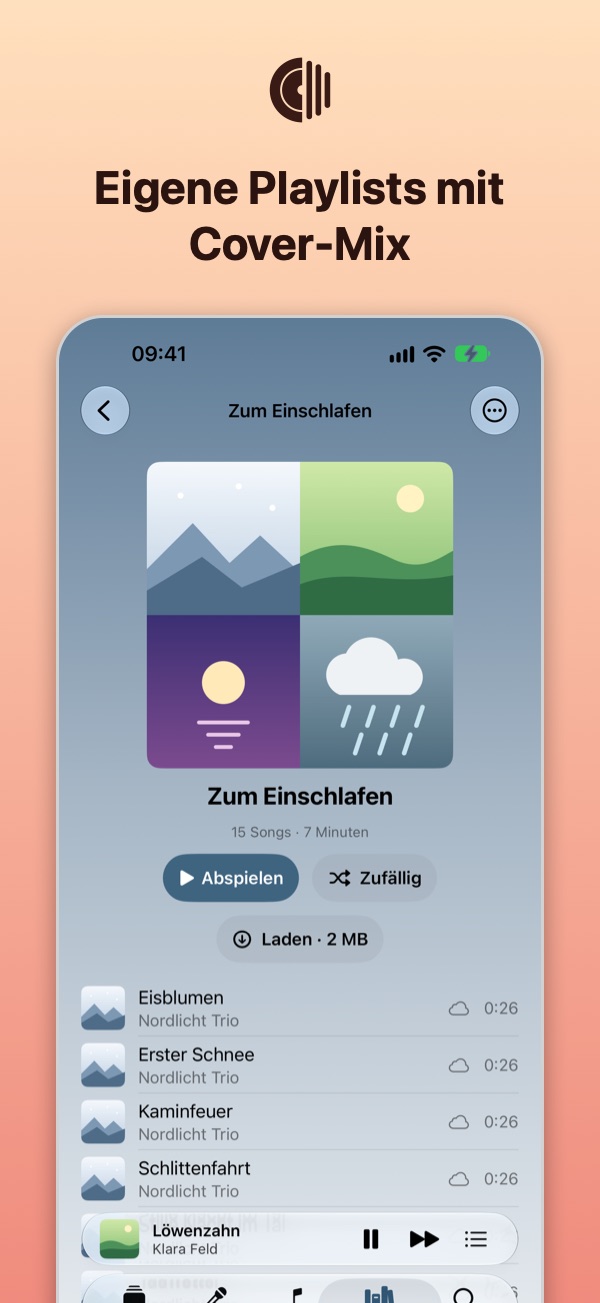 Eigene Playlists mit
Cover-Mix
09:41
Zum Einschlafen
Zum Einschlafen
15 Songs · 7 Minuten
Abspielen
Zufällig
Laden · 2 MB
Eisblumen
Nordlicht Trio
0:26
Erster Schnee
Nordlicht Trio
0:26
Kaminfeuer
Nordlicht Trio
0:26
Schlittenfahrt
Nordlicht Trio
0:26
Löwenzahn
Klara Feld